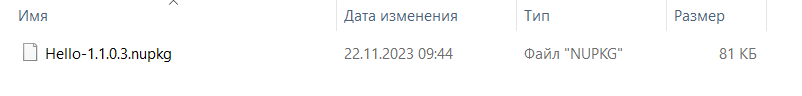 Имя Дата изменения Тип Размер
Hello-1.1.0.3.nupkg 22.11.2023 09:44 Файл "NUPKG" 81 КБ